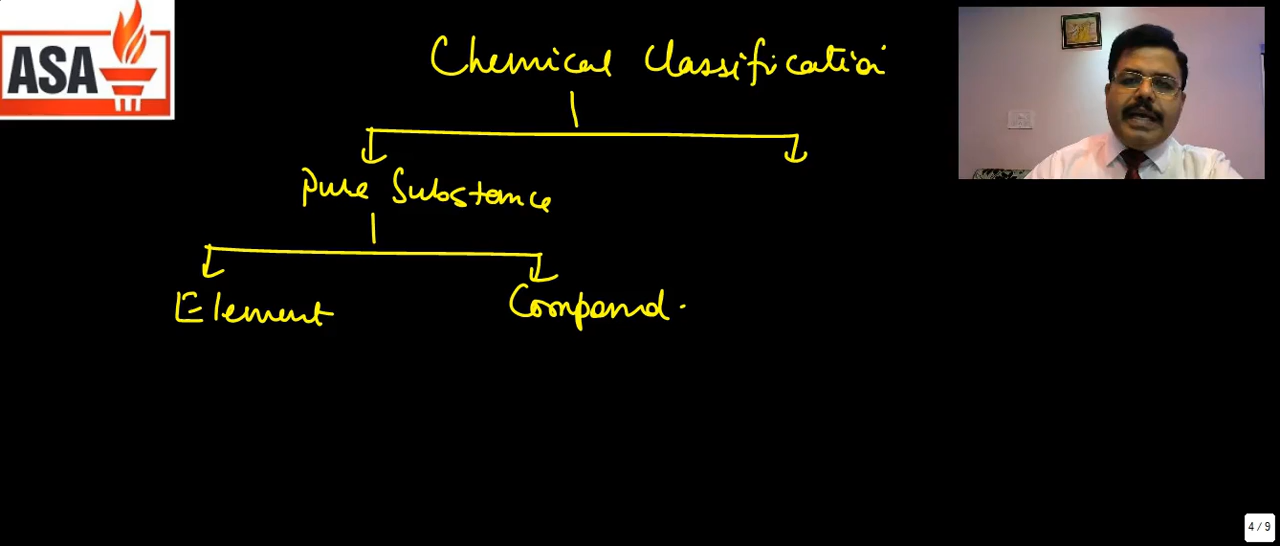 ASA
Chemical Classification
Pure Substance
Element
Compound.
4/9